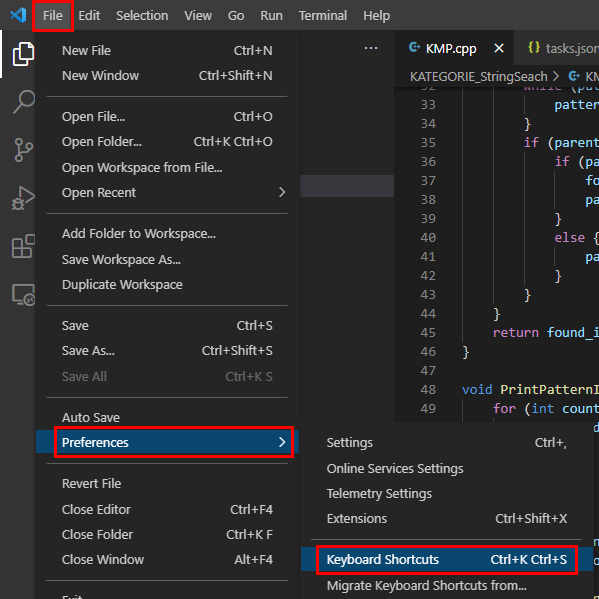 File Edit Selection View Go Run Terminal Help
New File Ctrl+N
New Window Ctrl+Shift+N
Open File... Ctrl+O
Open Folder... Ctrl+K Ctrl+O
Open Workspace from File...
Open Recent
Add Folder to Workspace...
Save Workspace As...
Duplicate Workspace
Save Ctrl+S
Save As... Ctrl+Shift+S
Save All Ctrl+K S
Auto Save
Preferences
Revert File
Close Editor Ctrl+F4
Close Folder Ctrl+K F
Close Window Alt+F4
Exit
Settings Ctrl+,
Online Services Settings
Telemetry Settings
Extensions Ctrl+Shift+X
Keyboard Shortcuts Ctrl+K Ctrl+S
Migrate Keyboard Shortcuts from...
KMP.cpp {} tasks.json
KATEGORIE_StringSeach > KM
32 while (pat
33 patter
34 }
35 if (parent
36 if (pa
37 fo
38 pa
39 }
40 else {
41 pa
42 }
43 }
44 }
45 return found_i
46 }
47
48 void PrintPatternI
49 for (int count